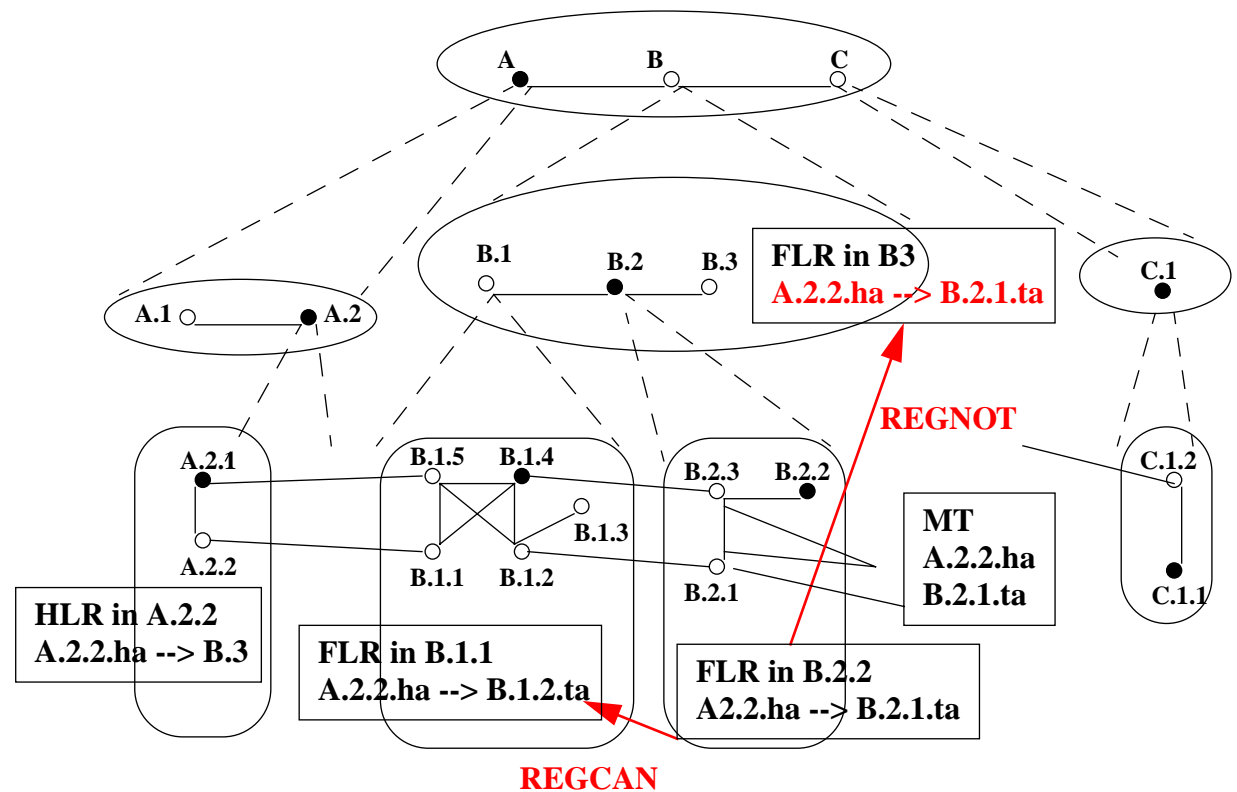 A
B
C
B.1
B.2
B.3
FLR in B3
A.2.2.ha --> B.2.1.ta
C.1
A.1
A.2
REGNOT
A.2.1
B.1.5
B.1.4
B.2.3
B.2.2
C.1.2
B.1.3
A.2.2
B.1.1
B.1.2
B.2.1
MT
A.2.2.ha
B.2.1.ta
C.1.1
HLR in A.2.2
A.2.2.ha --> B.3
FLR in B.1.1
A.2.2.ha --> B.1.2.ta
FLR in B.2.2
A2.2.ha --> B.2.1.ta
REGCAN